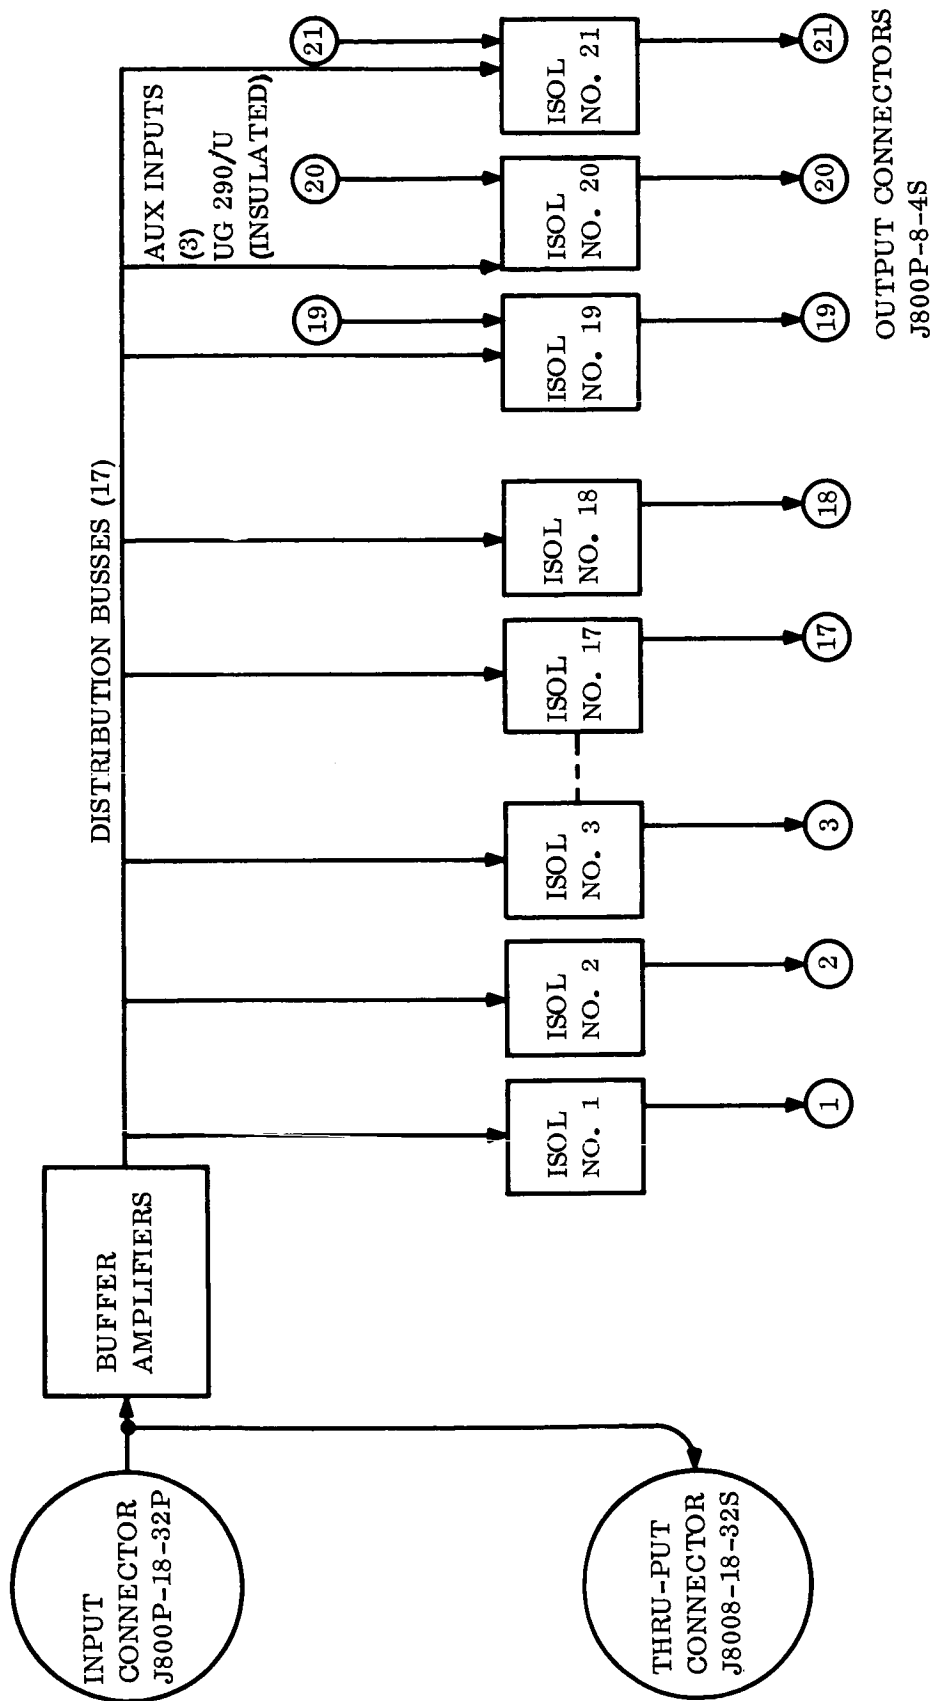 INPUT
CONNECTOR
J800P-18-32P
THRU-PUT
CONNECTOR
J8008-18-32S
BUFFER
AMPLIFIERS
DISTRIBUTION BUSSES (17)
AUX INPUTS
(3)
UG 290/U
(INSULATED)
19
20
21
ISOL
NO. 1
ISOL
NO. 2
ISOL
NO. 3
ISOL
NO. 17
ISOL
NO. 18
ISOL
NO. 19
ISOL
NO. 20
ISOL
NO. 21
1
2
3
17
18
19
20
21
OUTPUT CONNECTORS
J800P-8-4S